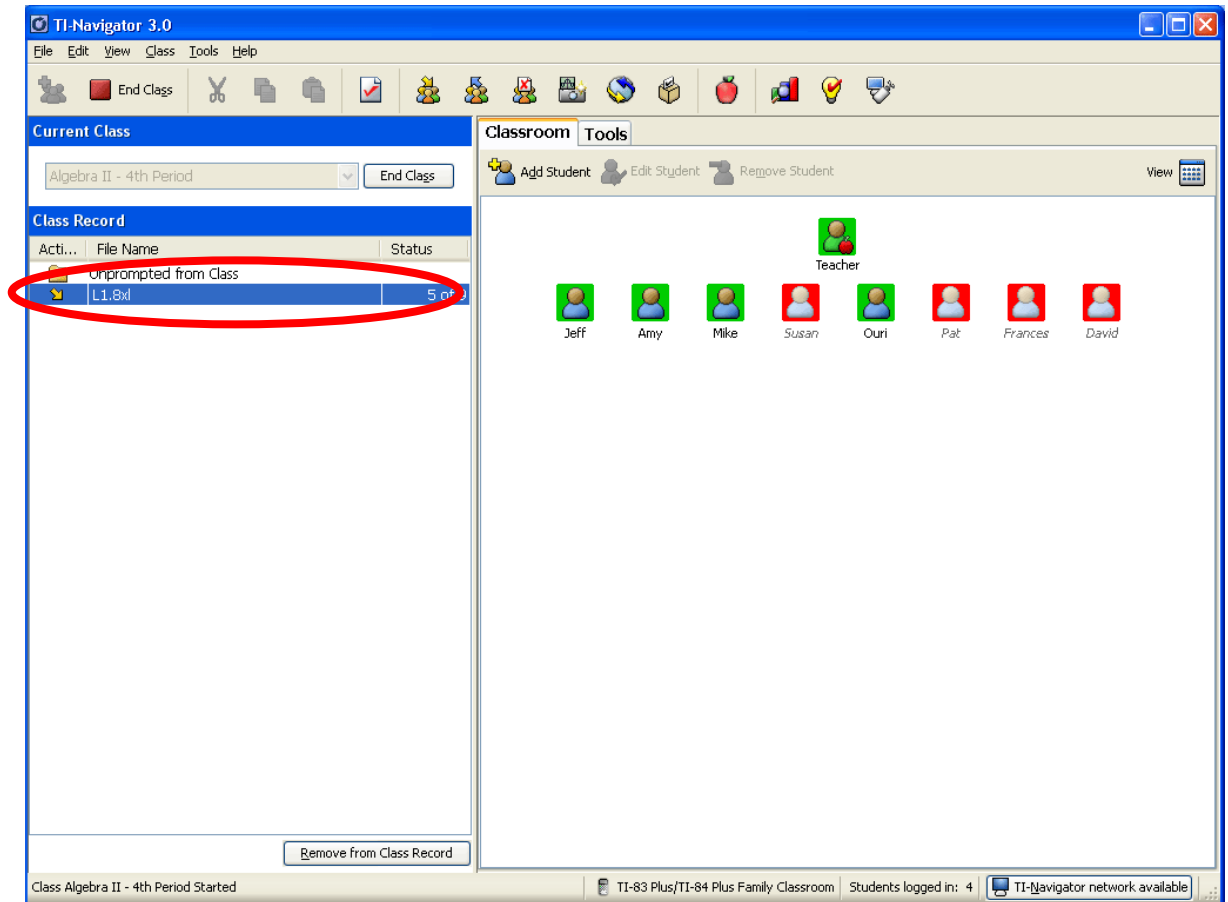 TI-Navigator 3.0
File Edit View Class Tools Help
End Class
Current Class
Algebra II - 4th Period End Class
Class Record
Acti... File Name Status
Unprompted from Class
L1.8xl 5 of 9
Remove from Class Record
Classroom Tools
Add Student Edit Student Remove Student View
Teacher
Jeff Amy Mike Susan Ouri Pat Frances David
Class Algebra II - 4th Period Started TI-83 Plus/TI-84 Plus Family Classroom Students logged in: 4 TI-Navigator network available